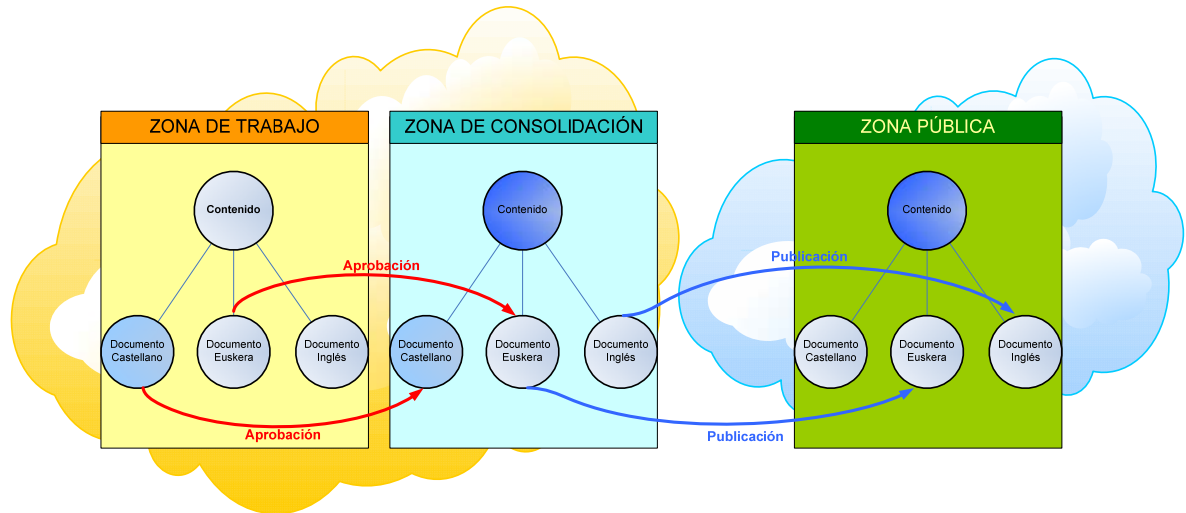 ZONA DE TRABAJO
ZONA DE CONSOLIDACIÓN
ZONA PÚBLICA
Contenido
Contenido
Contenido
Aprobación
Publicación
Documento
Castellano
Documento
Euskera
Documento
Inglés
Documento
Castellano
Documento
Euskera
Documento
Inglés
Documento
Castellano
Documento
Euskera
Documento
Inglés
Aprobación
Publicación